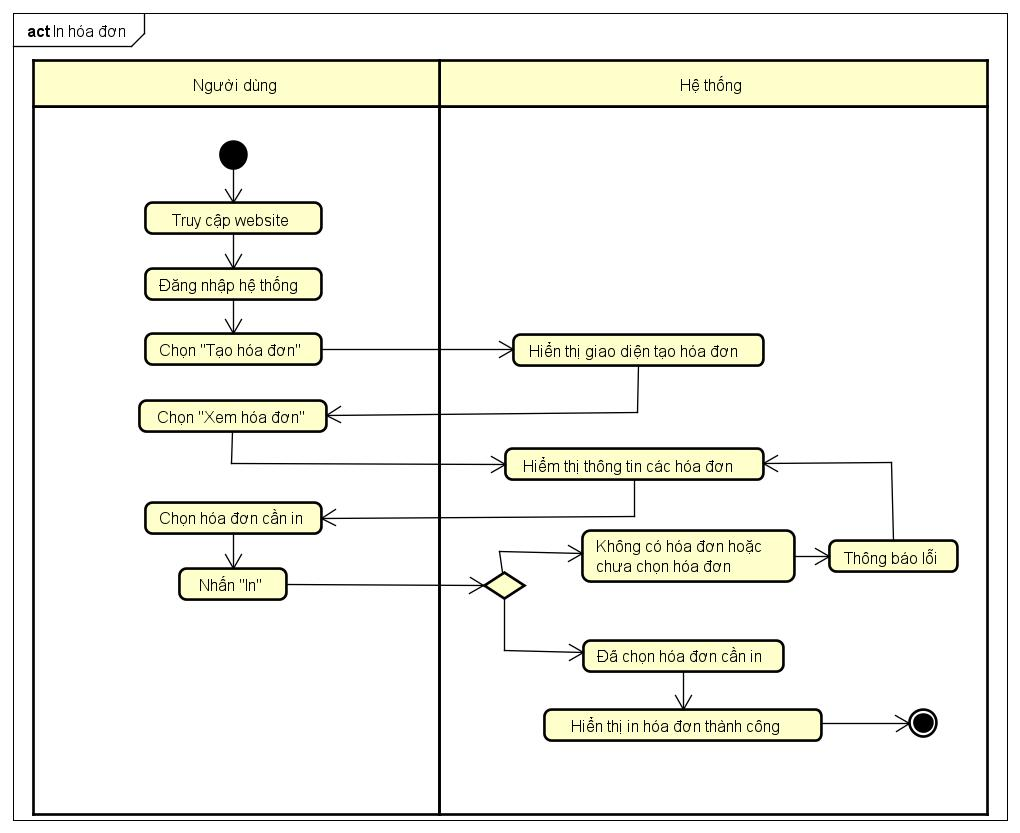 act In hóa đơn
Người dùng
Hệ thống
Truy cập website
Đăng nhập hệ thống
Chọn "Tạo hóa đơn"
Hiển thị giao diện tạo hóa đơn
Chọn "Xem hóa đơn"
Hiểm thị thông tin các hóa đơn
Chọn hóa đơn cần in
Không có hóa đơn hoặc
chưa chọn hóa đơn
Thông báo lỗi
Nhấn "In"
Đã chọn hóa đơn cần in
Hiển thị in hóa đơn thành công